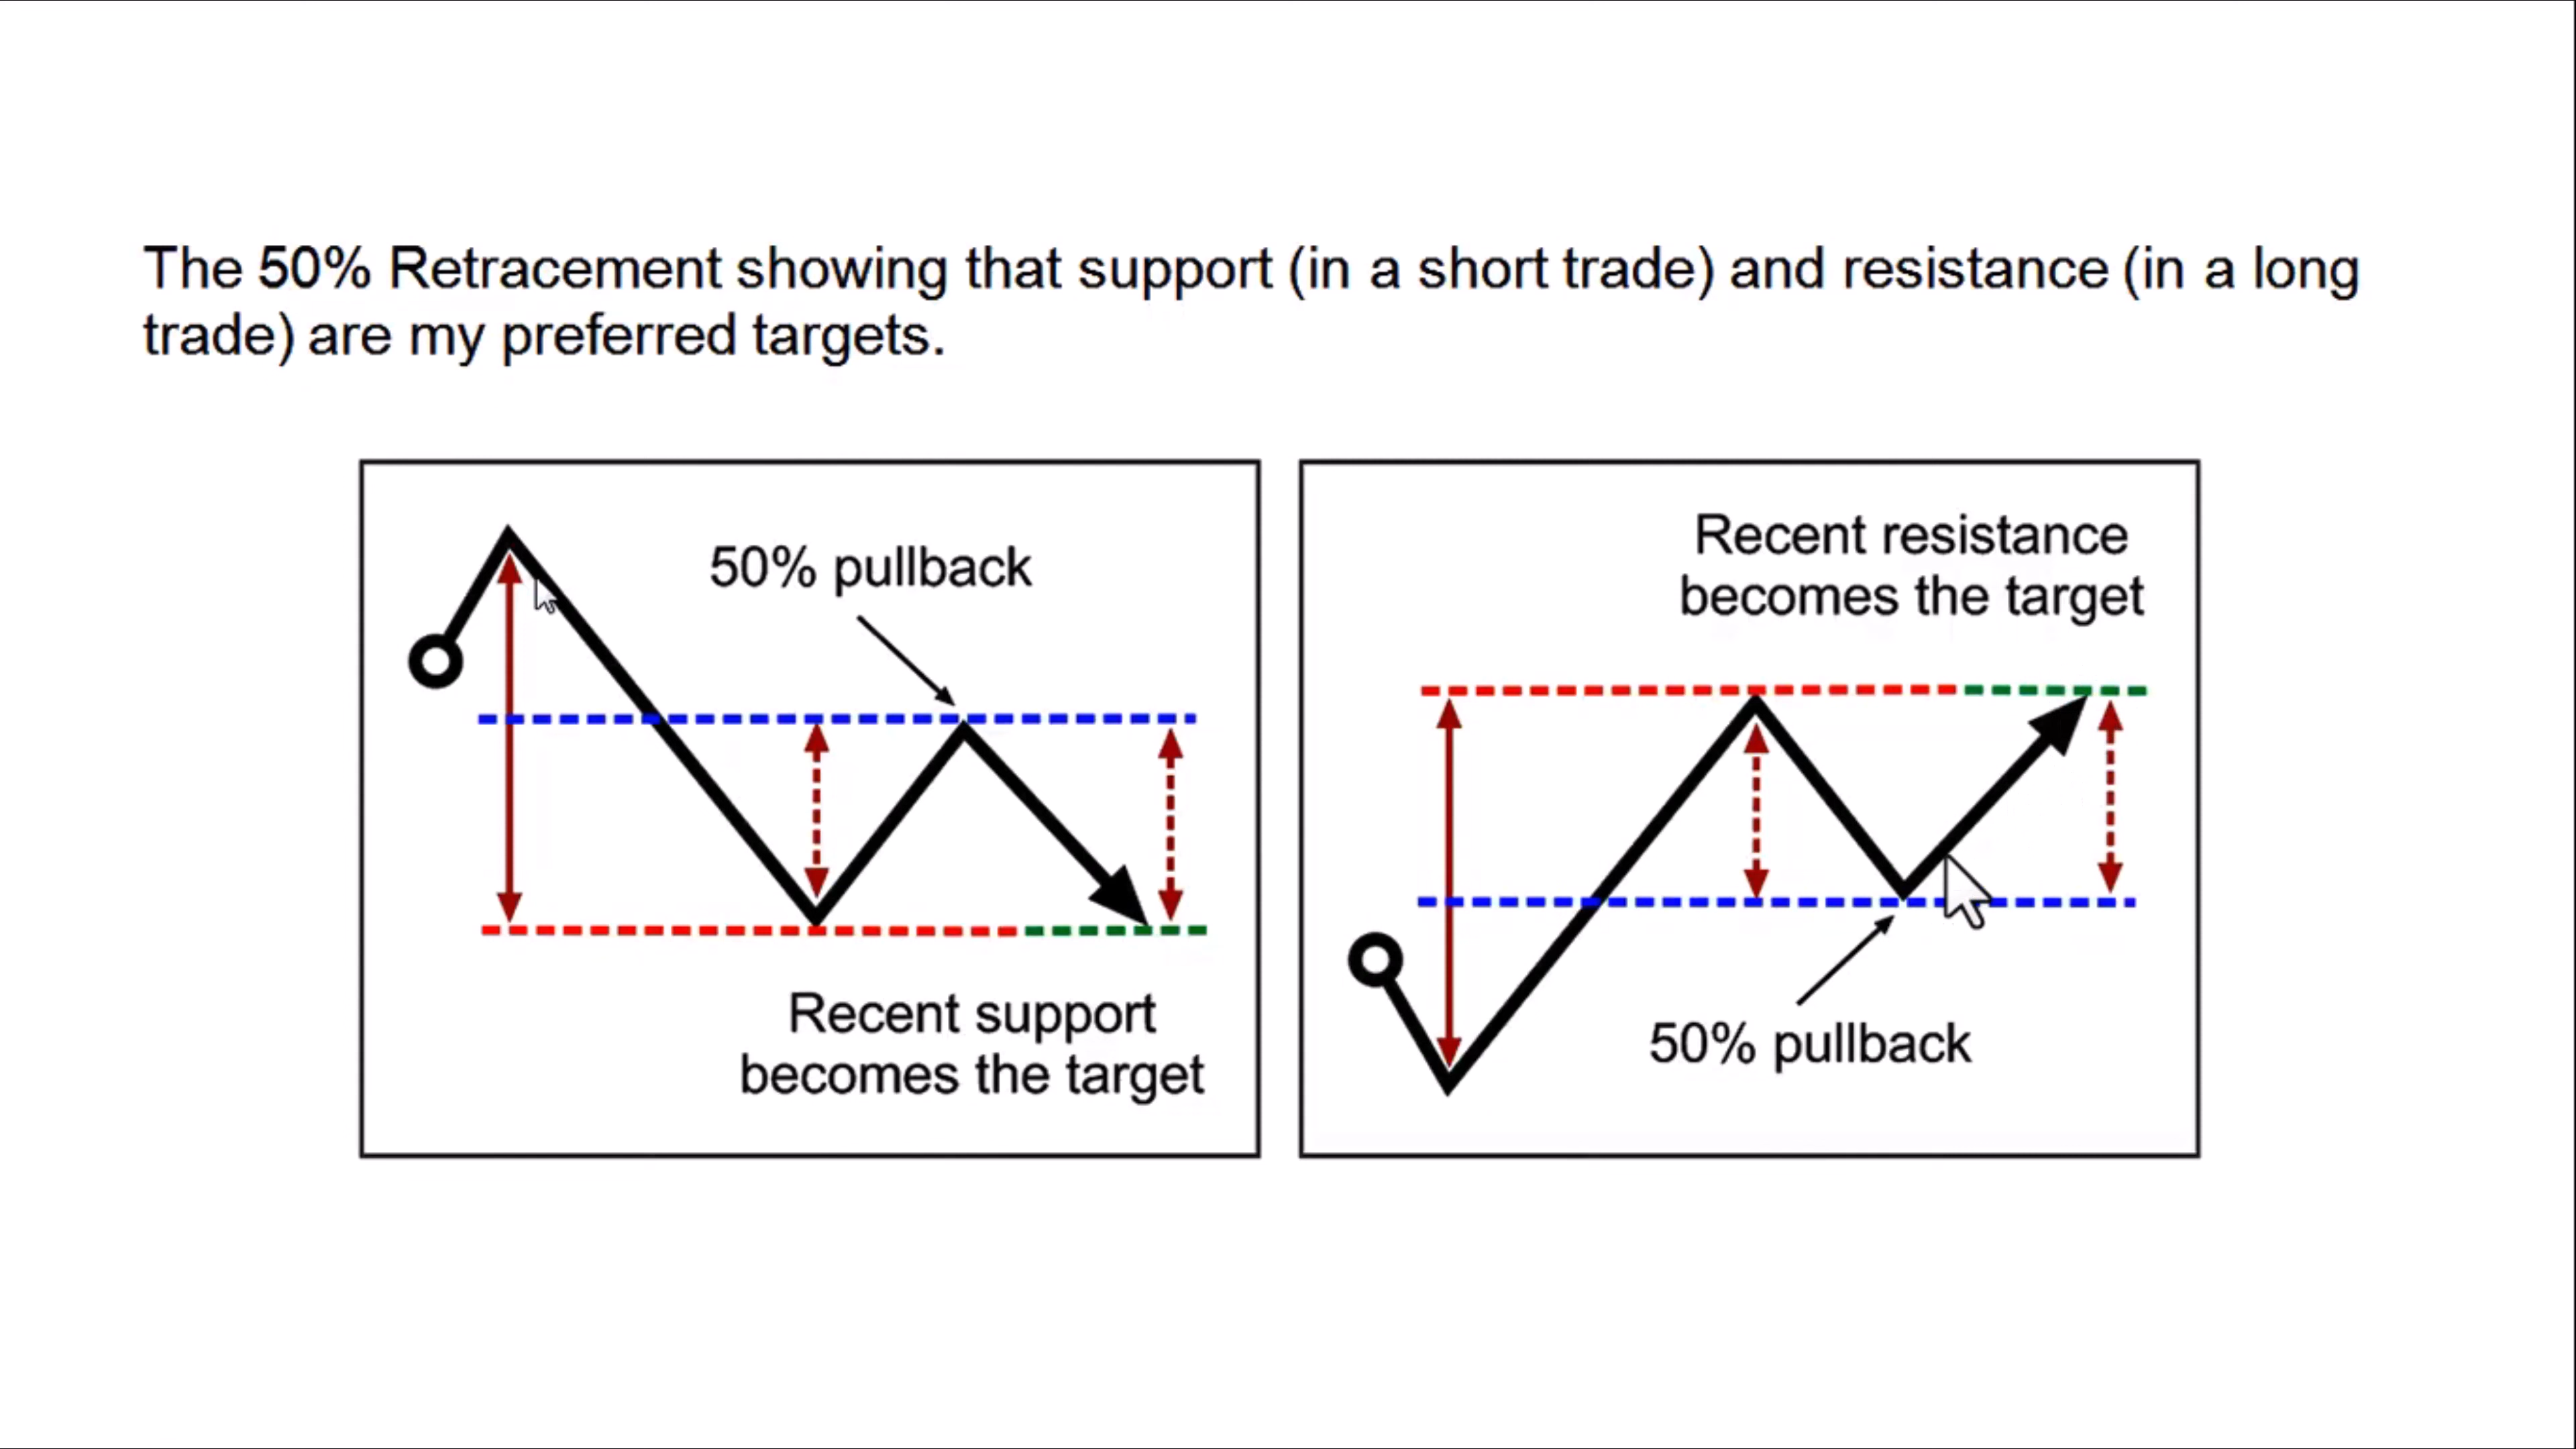 The 50% Retracement showing that support (in a short trade) and resistance (in a long
trade) are my preferred targets.
50% pullback
Recent support
becomes the target
Recent resistance
becomes the target
50% pullback